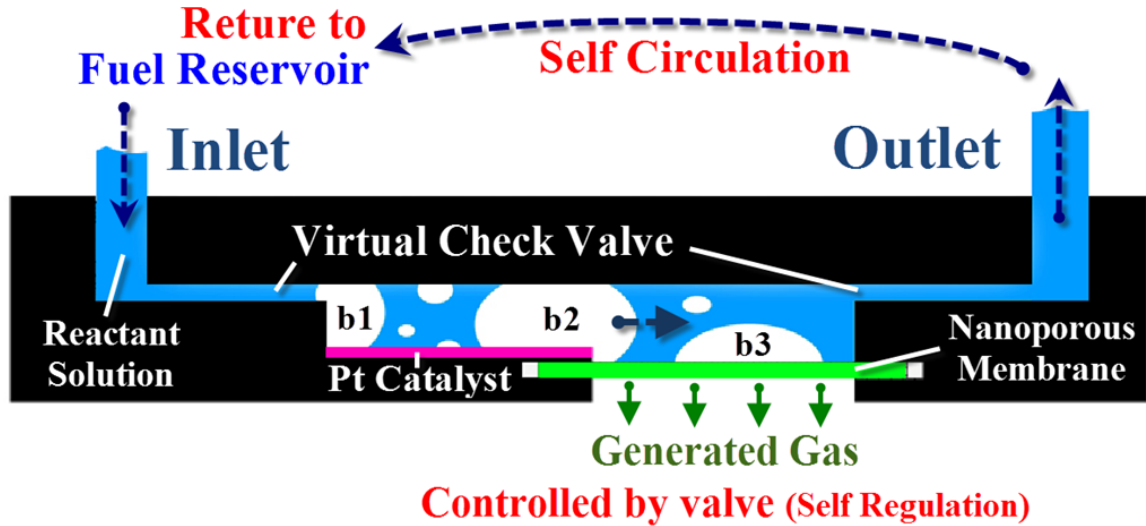 Reture to
Fuel Reservoir
Self Circulation
Inlet
Outlet
Virtual Check Valve
Reactant
Solution
b1
b2
b3
Pt Catalyst
Nanoporous
Membrane
Generated Gas
Controlled by valve (Self Regulation)